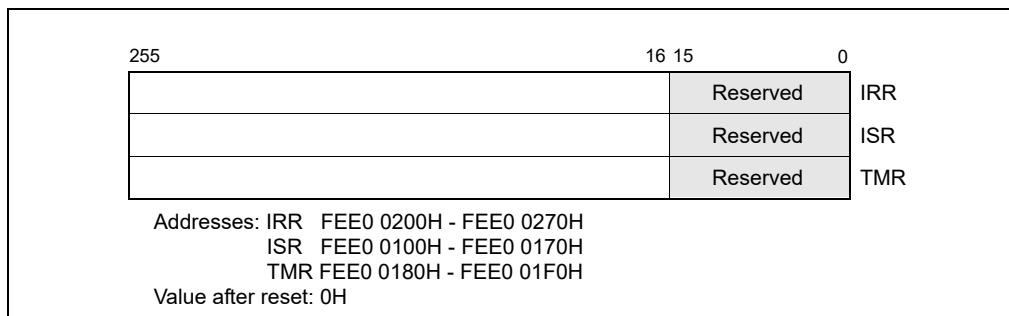 255 16 15 0
Reserved IRR
Reserved ISR
Reserved TMR
Addresses: IRR FEE0 0200H - FEE0 0270H
ISR FEE0 0100H - FEE0 0170H
TMR FEE0 0180H - FEE0 01F0H
Value after reset: 0H